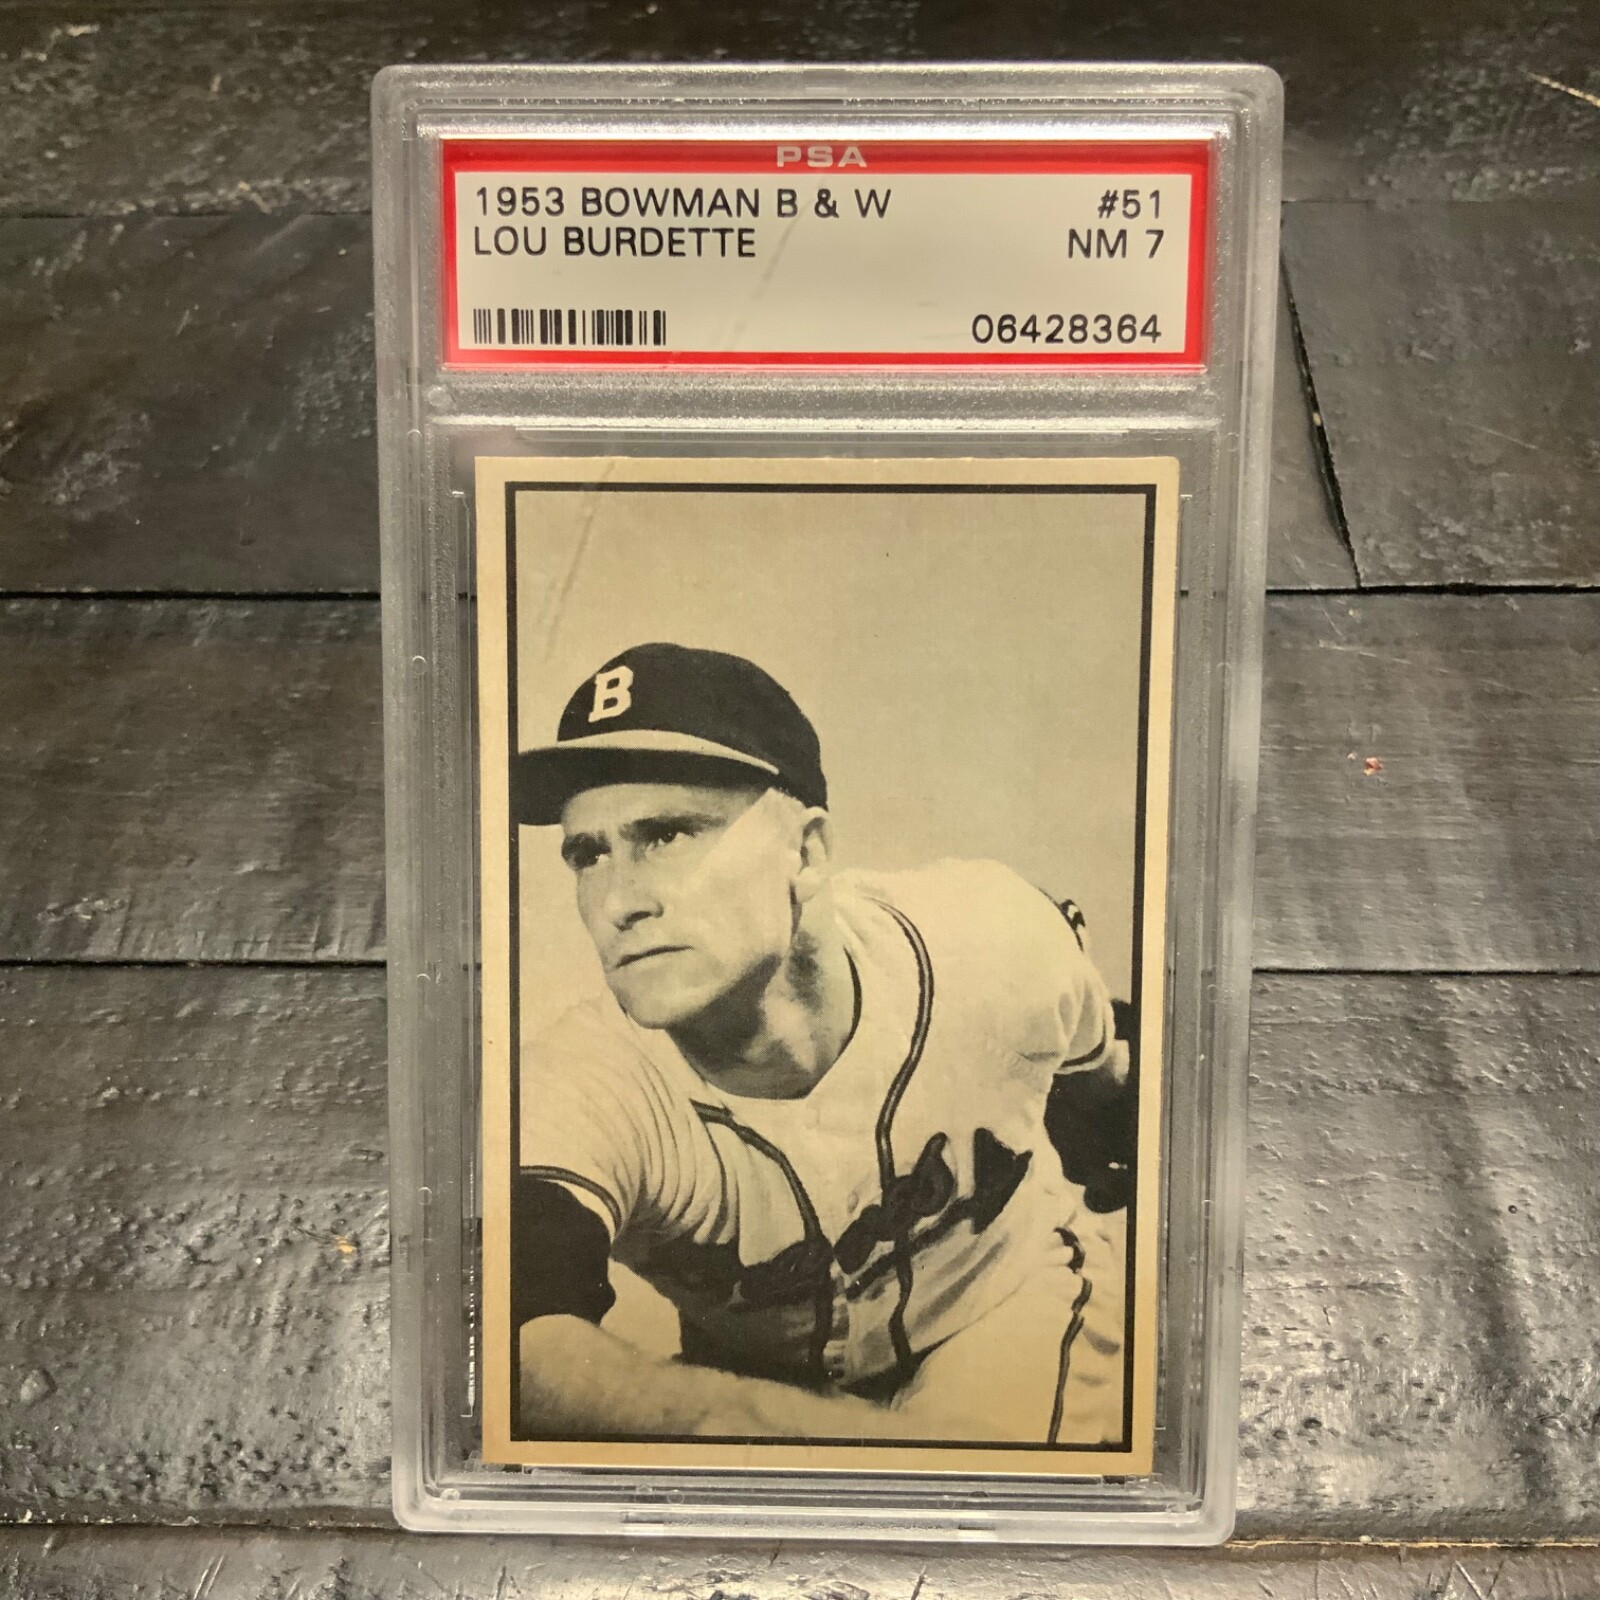 PSA
1953 BOWMAN B & W #51
LOU BURDETTE NM 7
06428364
B